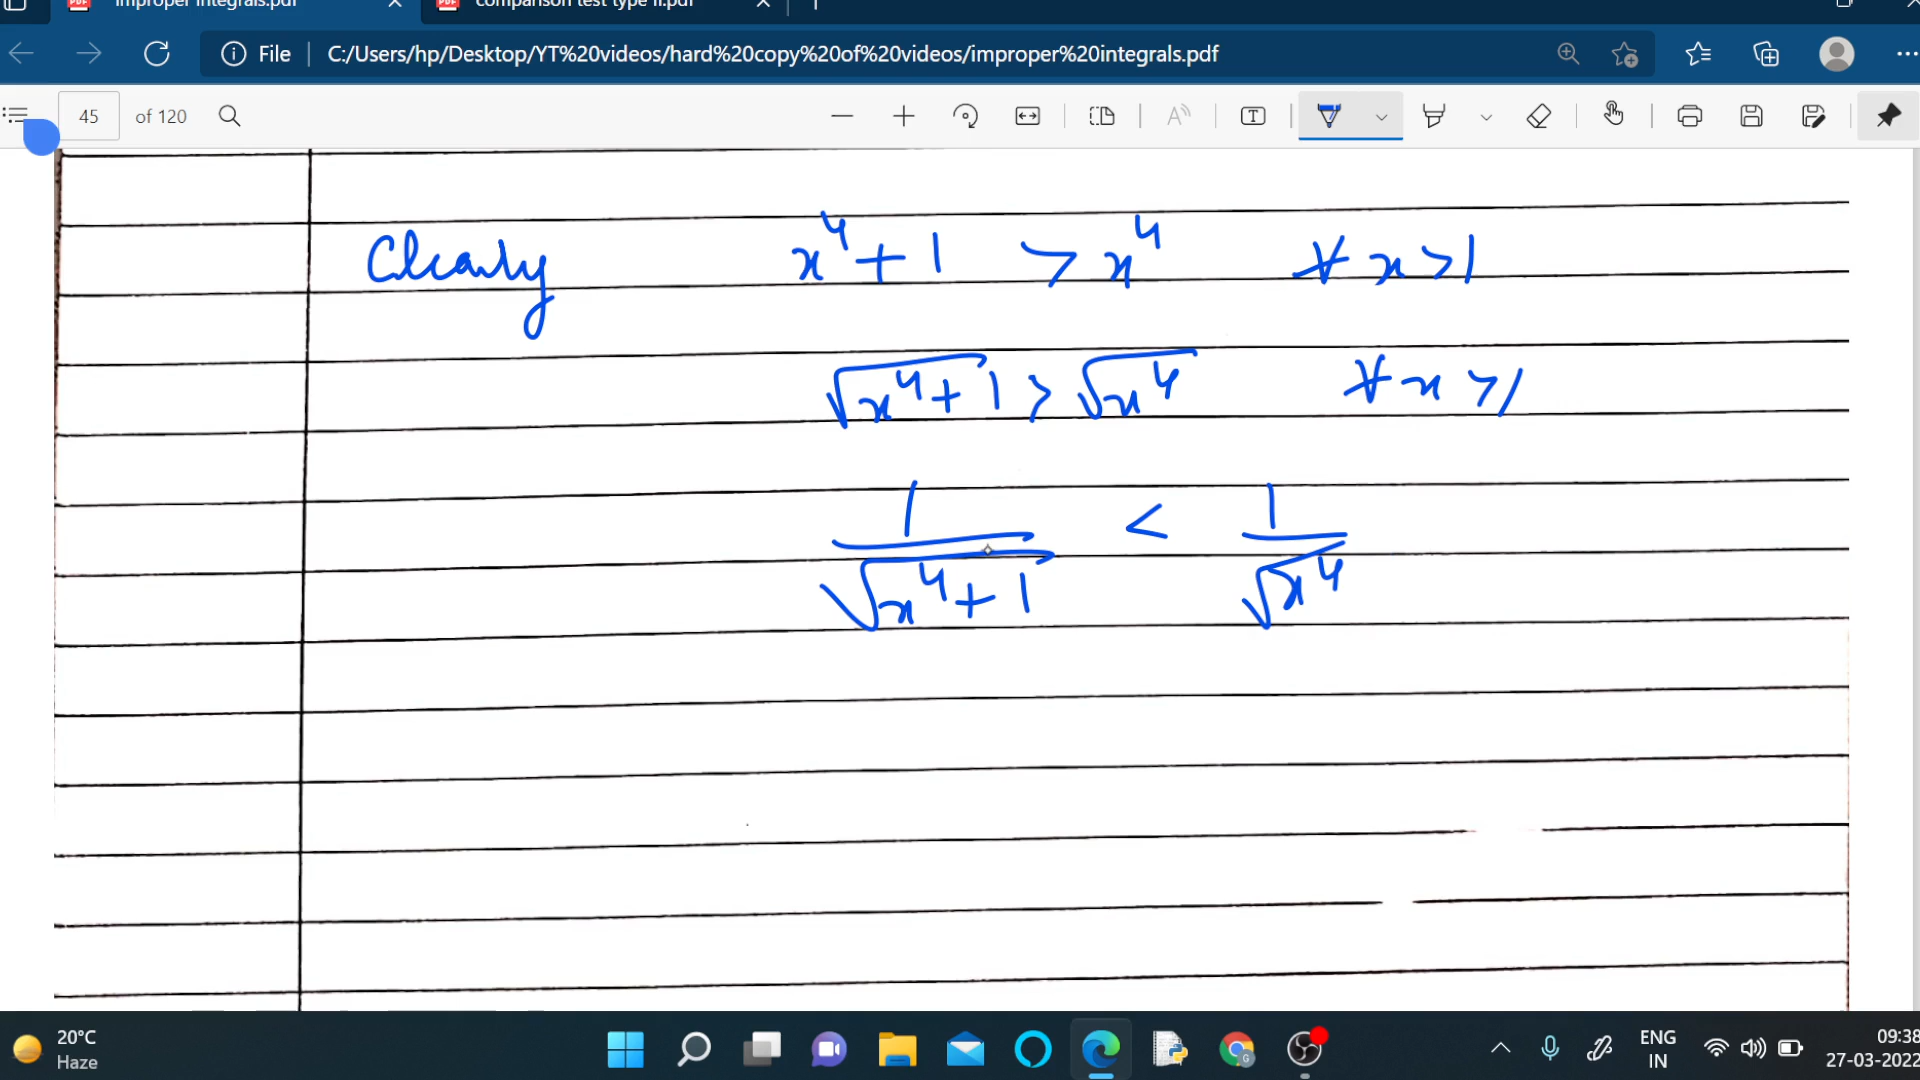 improper integrals.pdf
comparison test type II.pdf
File
C:/Users/hp/Desktop/YT%20videos/hard%20copy%20of%20videos/improper%20integrals.pdf
45 of 120
Clearly x⁴+1 > x⁴ ∀ x>1
√(x⁴+1) > √(x⁴) ∀ x>1
1/√(x⁴+1) < 1/√(x⁴)
20°C
Haze
ENG
IN
09:38
27-03-2022